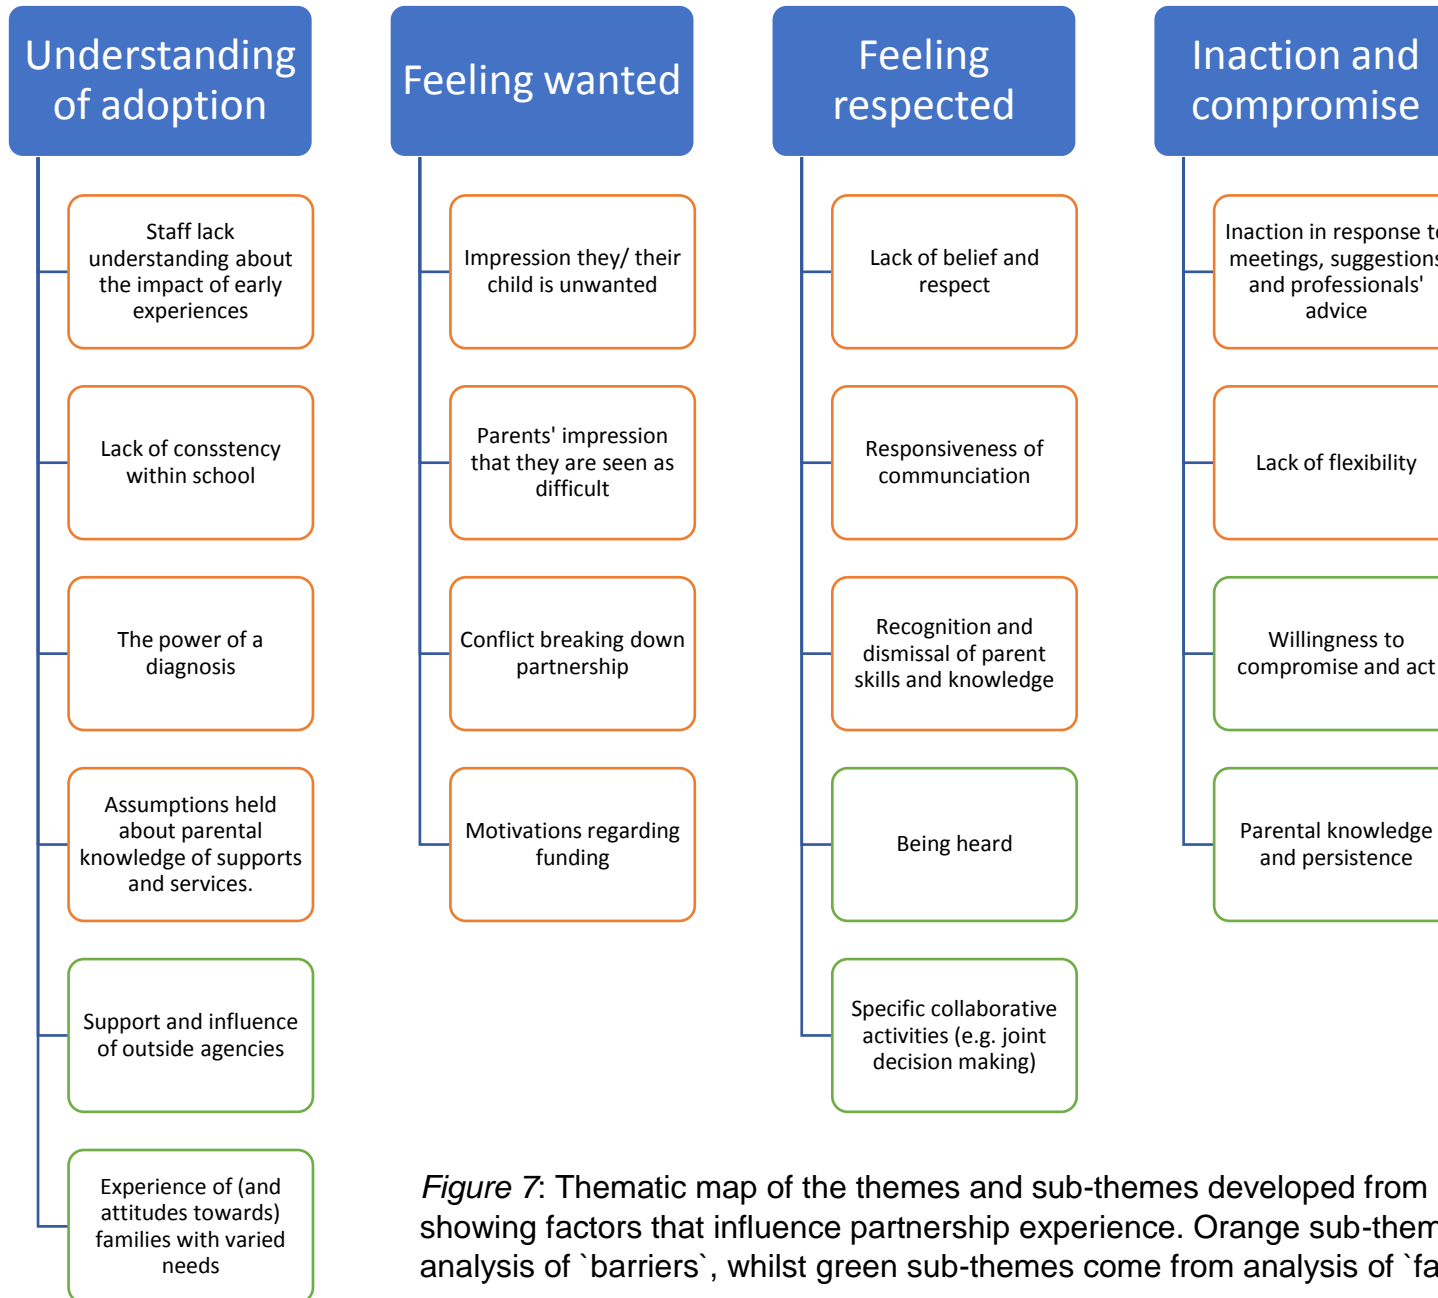 Understanding
of adoption
Staff lack
understanding about
the impact of early
experiences
Lack of consstency
within school
The power of a
diagnosis
Assumptions held
about parental
knowledge of supports
and services.
Support and influence
of outside agencies
Experience of (and
attitudes towards)
families with varied
needs
Feeling wanted
Impression they/ their
child is unwanted
Parents' impression
that they are seen as
difficult
Conflict breaking down
partnership
Motivations regarding
funding
Feeling
respected
Lack of belief and
respect
Responsiveness of
communciation
Recognition and
dismissal of parent
skills and knowledge
Being heard
Specific collaborative
activities (e.g. joint
decision making)
Inaction and
compromise
Inaction in response
meetings, suggestions
and professionals'
advice
Lack of flexibility
Willingness to
compromise and act
Parental knowledge
and persistence
Figure 7: Thematic map of the themes and sub-themes developed from
showing factors that influence partnership experience. Orange
analysis of `barriers`, whilst green sub-themes come from analysis of